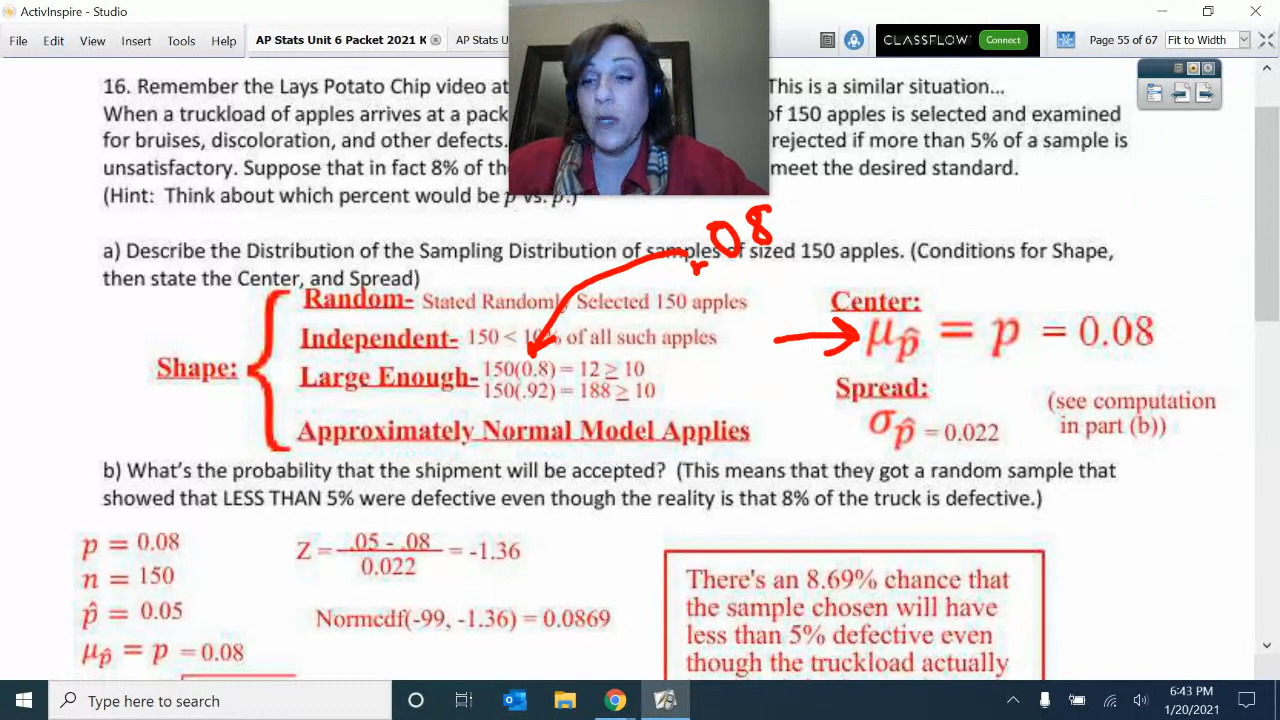 ActivInspire - Studio
File Edit View Insert Tools Help AP Stats Unit 6 Packet 2021 K AP Stats U CLASSFLOW Connect Page 55 of 67 Fit to Width
16. Remember the Lays Potato Chip video at This is a similar situation…
When a truckload of apples arrives at a pack of 150 apples is selected and examined
for bruises, discoloration, and other defects. rejected if more than 5% of a sample is
unsatisfactory. Suppose that in fact 8% of the meet the desired standard.
(Hint: Think about which percent would be p vs. p̂.)
.08
a) Describe the Distribution of the Sampling Distribution of samples of sized 150 apples. (Conditions for Shape,
then state the Center, and Spread)
Shape:
Random- Stated Randomly Selected 150 apples
Independent- 150 < 10% of all such apples
Large Enough- 150(0.8) = 12 ≥ 10
150(.92) = 188 ≥ 10
Approximately Normal Model Applies
Center:
μp̂ = p = 0.08
Spread:
σp̂ = 0.022
(see computation
in part (b))
b) What's the probability that the shipment will be accepted? (This means that they got a random sample that
showed that LESS THAN 5% were defective even though the reality is that 8% of the truck is defective.)
p = 0.08
n = 150
p̂ = 0.05
μp̂ = p = 0.08
Z = .05 - .08 = -1.36
0.022
Normcdf(-99, -1.36) = 0.0869
There's an 8.69% chance that
the sample chosen will have
less than 5% defective even
though the truckload actually
Type here to search
6:43 PM
1/20/2021